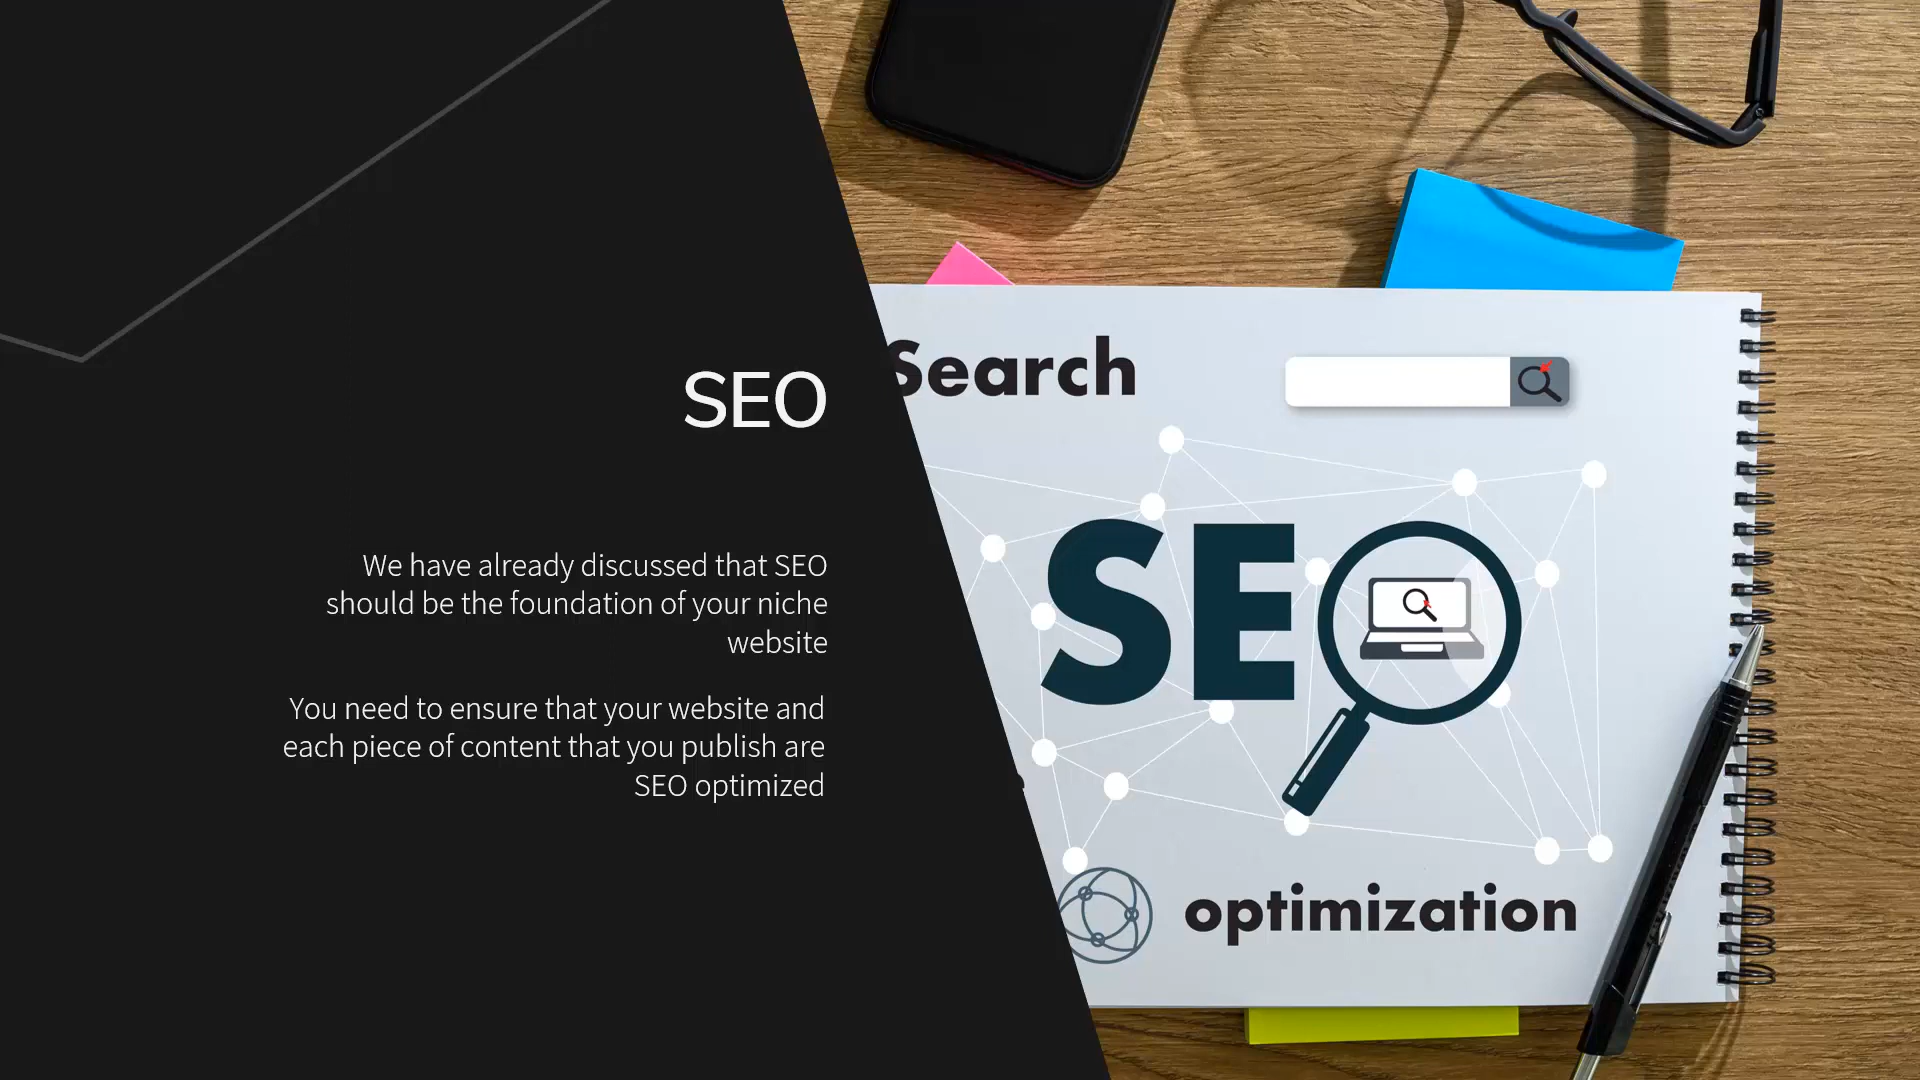 SEO
We have already discussed that SEO
should be the foundation of your niche
website
You need to ensure that your website and
each piece of content that you publish are
SEO optimized
Search
SEO
optimization